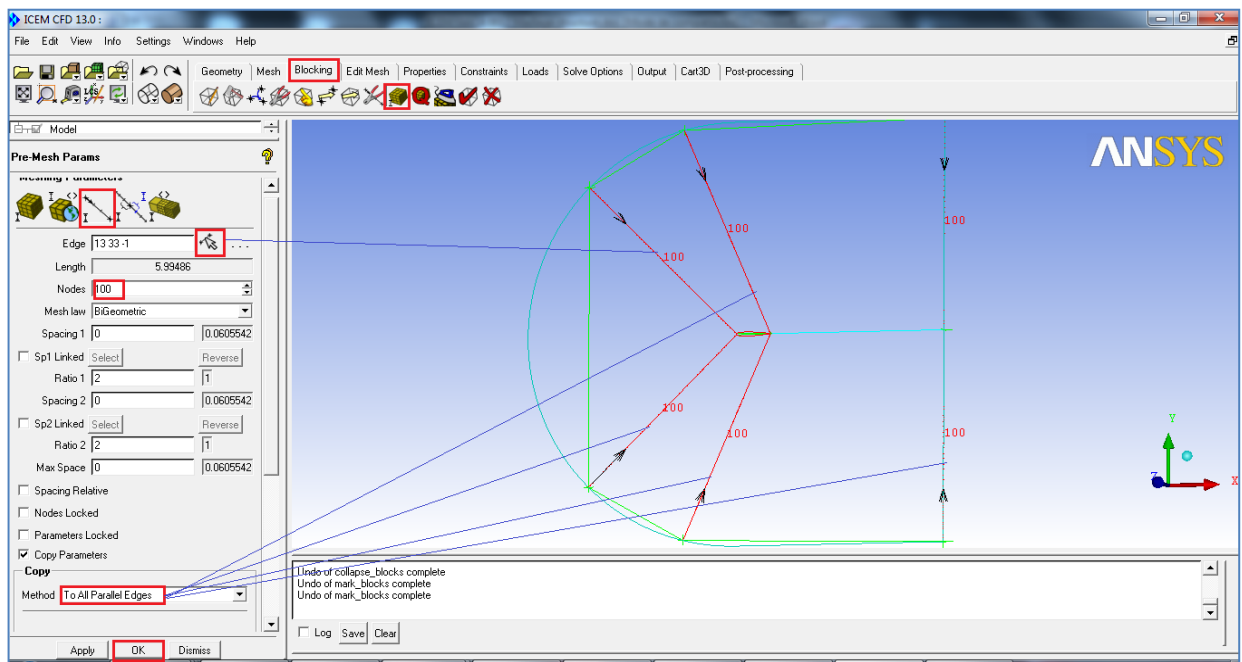 ICEM CFD 13.0 :
File Edit View Info Settings Windows Help
Geometry Mesh Blocking Edit Mesh Properties Constraints Loads Solve Options Output Cart3D Post-processing
LCS
Model
Pre-Mesh Params
Meshing Parameters
Edge 13 33 -1 ...
Length 5.99486
Nodes 100
Mesh law BiGeometric
Spacing 1 0 0.0605542
Sp1 Linked Select Reverse
Ratio 1 2 1
Spacing 2 0 0.0605542
Sp2 Linked Select Reverse
Ratio 2 2 1
Max Space 0 0.0605542
Spacing Relative
Nodes Locked
Parameters Locked
Copy Parameters
Copy
Method To All Parallel Edges
Apply OK Dismiss
ANSYS
100
100
100
100
100
100
Y
Z X
Undo of collapse_blocks complete
Undo of mark_blocks complete
Undo of mark_blocks complete
Log Save Clear